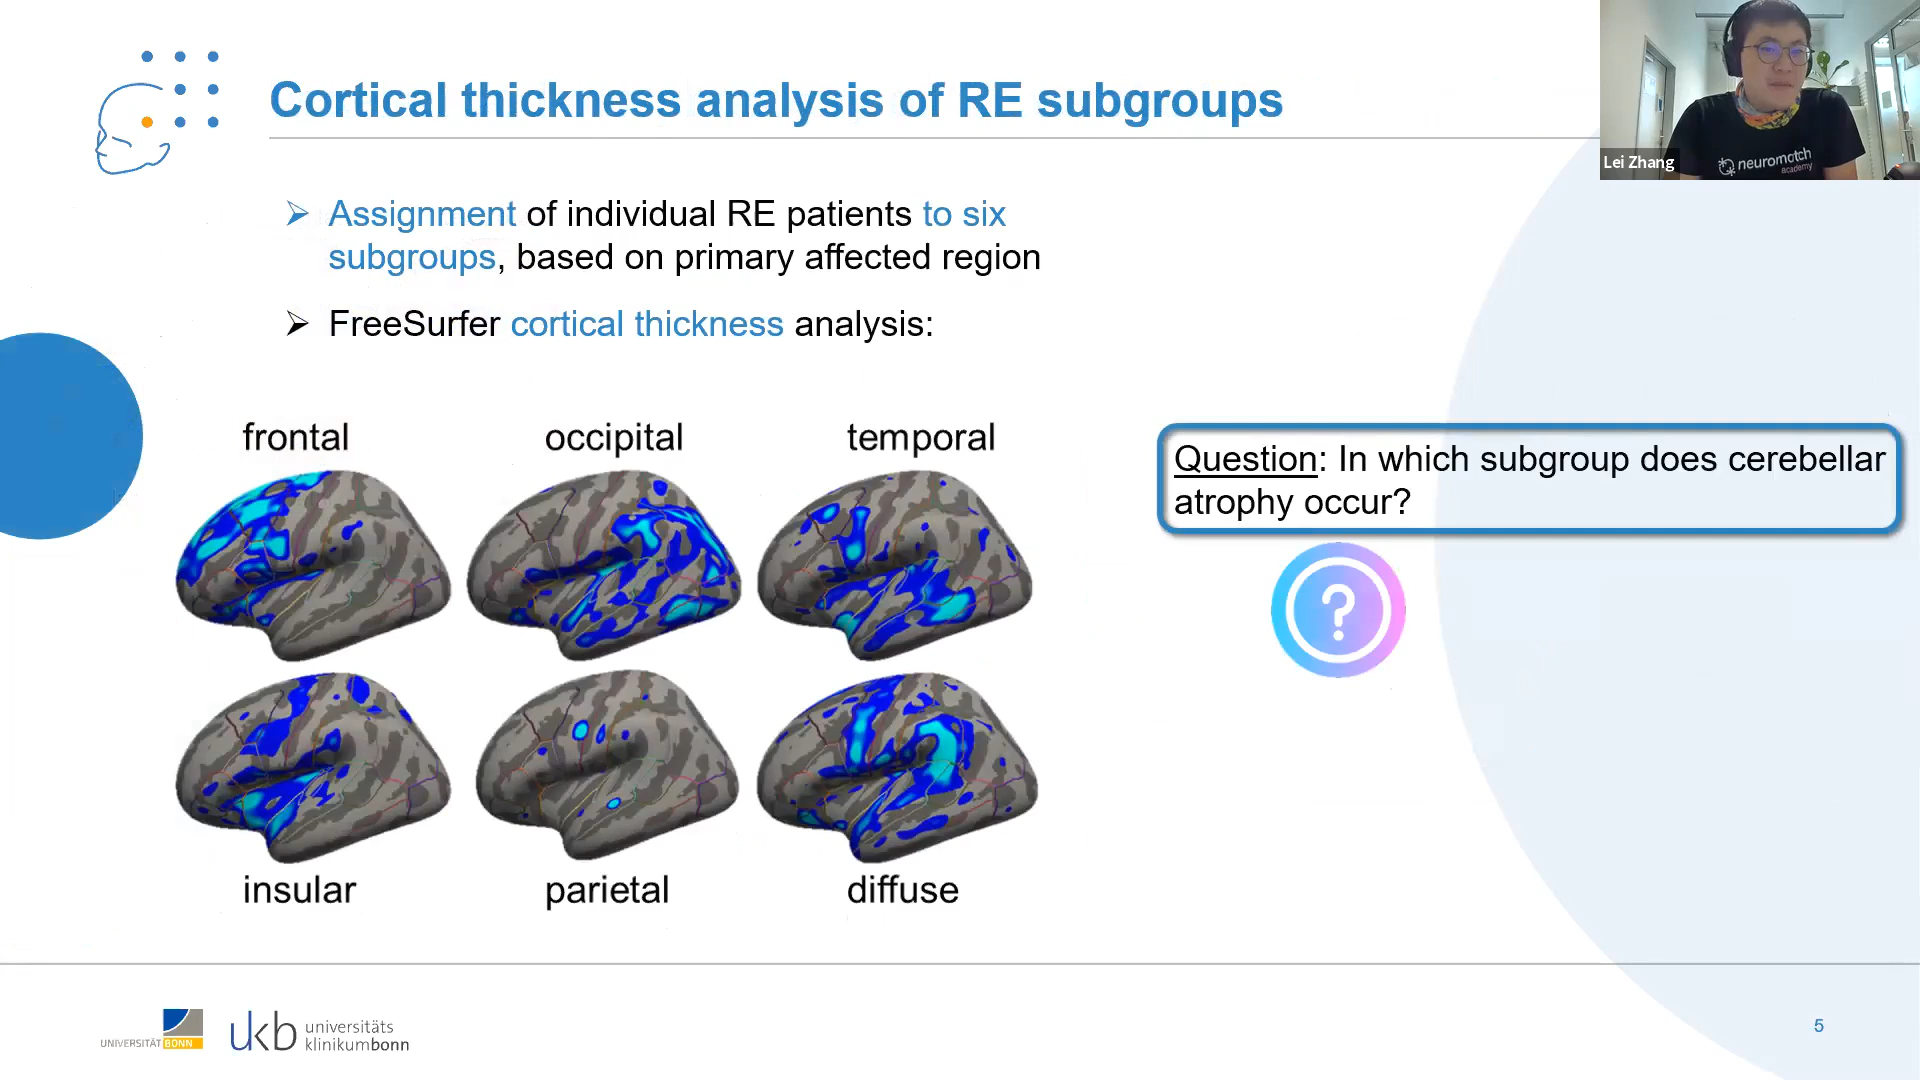 Cortical thickness analysis of RE subgroups
Lei Zhang
neuromatch
academy
Assignment of individual RE patients to six
subgroups, based on primary affected region
FreeSurfer cortical thickness analysis:
frontal
occipital
temporal
Question: In which subgroup does cerebellar
atrophy occur?
?
insular
parietal
diffuse
UNIVERSITÄT BONN
ukb universitäts
klinikumbonn
5